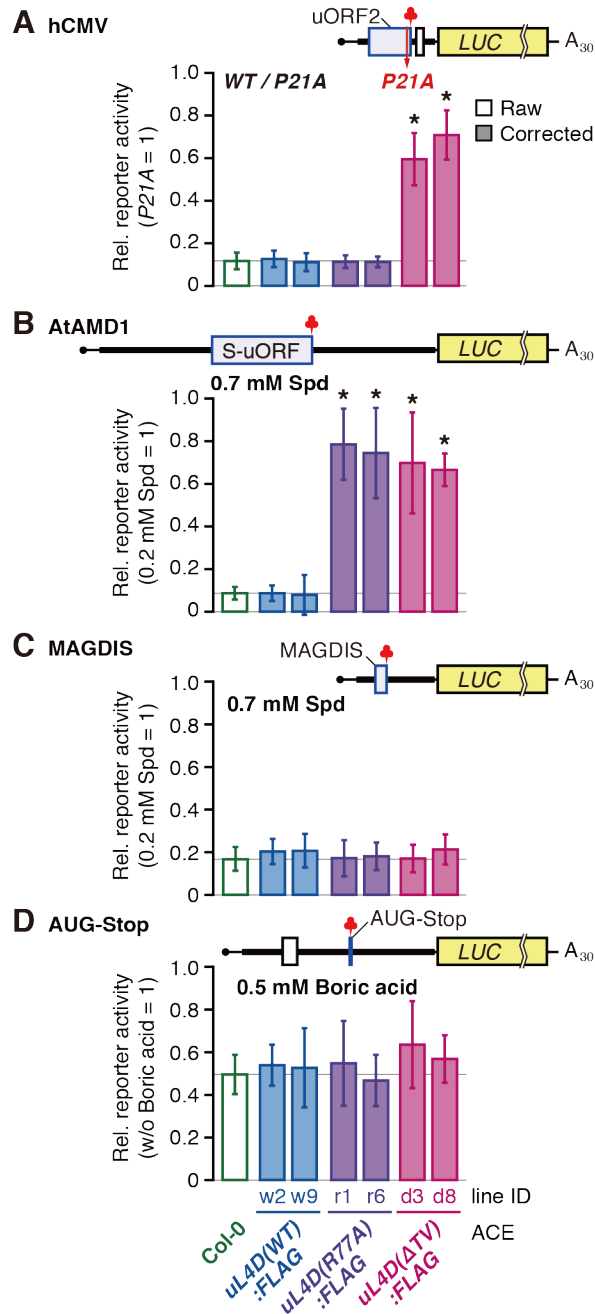 A hCMV
uORF2
LUC
A30
WT / P21A
P21A
Raw
Corrected
Rel. reporter activity
(P21A = 1)
1.0
0.8
0.6
0.4
0.2
0
*
*
B AtAMD1
S-uORF
LUC
A30
0.7 mM Spd
Rel. reporter activity
(0.2 mM Spd = 1)
1.0
0.8
0.6
0.4
0.2
0
* * * *
C MAGDIS
MAGDIS
LUC
A30
0.7 mM Spd
Rel. reporter activity
(0.2 mM Spd = 1)
1.0
0.8
0.6
0.4
0.2
0
D AUG-Stop
AUG-Stop
LUC
A30
0.5 mM Boric acid
Rel. reporter activity
(w/o Boric acid = 1)
1.0
0.8
0.6
0.4
0.2
0
w2 w9 r1 r6 d3 d8 line ID
Col-0
uL4D(WT)
:FLAG
uL4D(R77A)
:FLAG
uL4D(ΔTV)
:FLAG
ACE